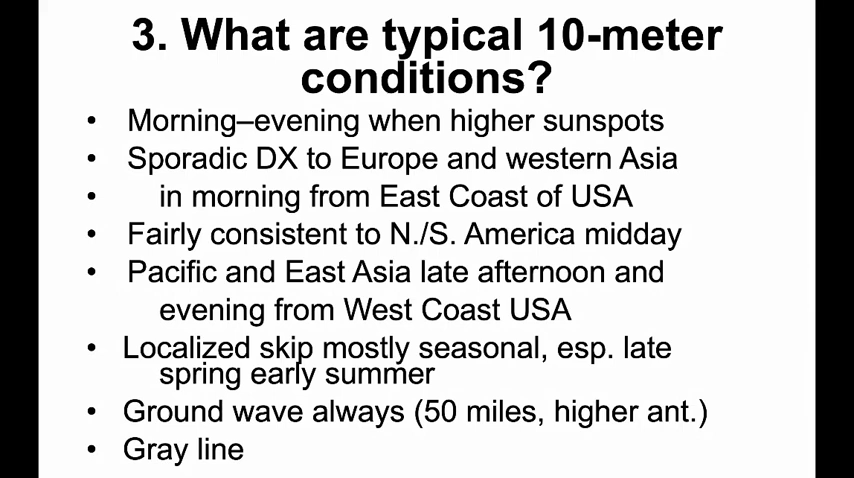 3. What are typical 10-meter
conditions?
• Morning–evening when higher sunspots
• Sporadic DX to Europe and western Asia
• in morning from East Coast of USA
• Fairly consistent to N./S. America midday
• Pacific and East Asia late afternoon and
evening from West Coast USA
• Localized skip mostly seasonal, esp. late
spring early summer
• Ground wave always (50 miles, higher ant.)
• Gray line